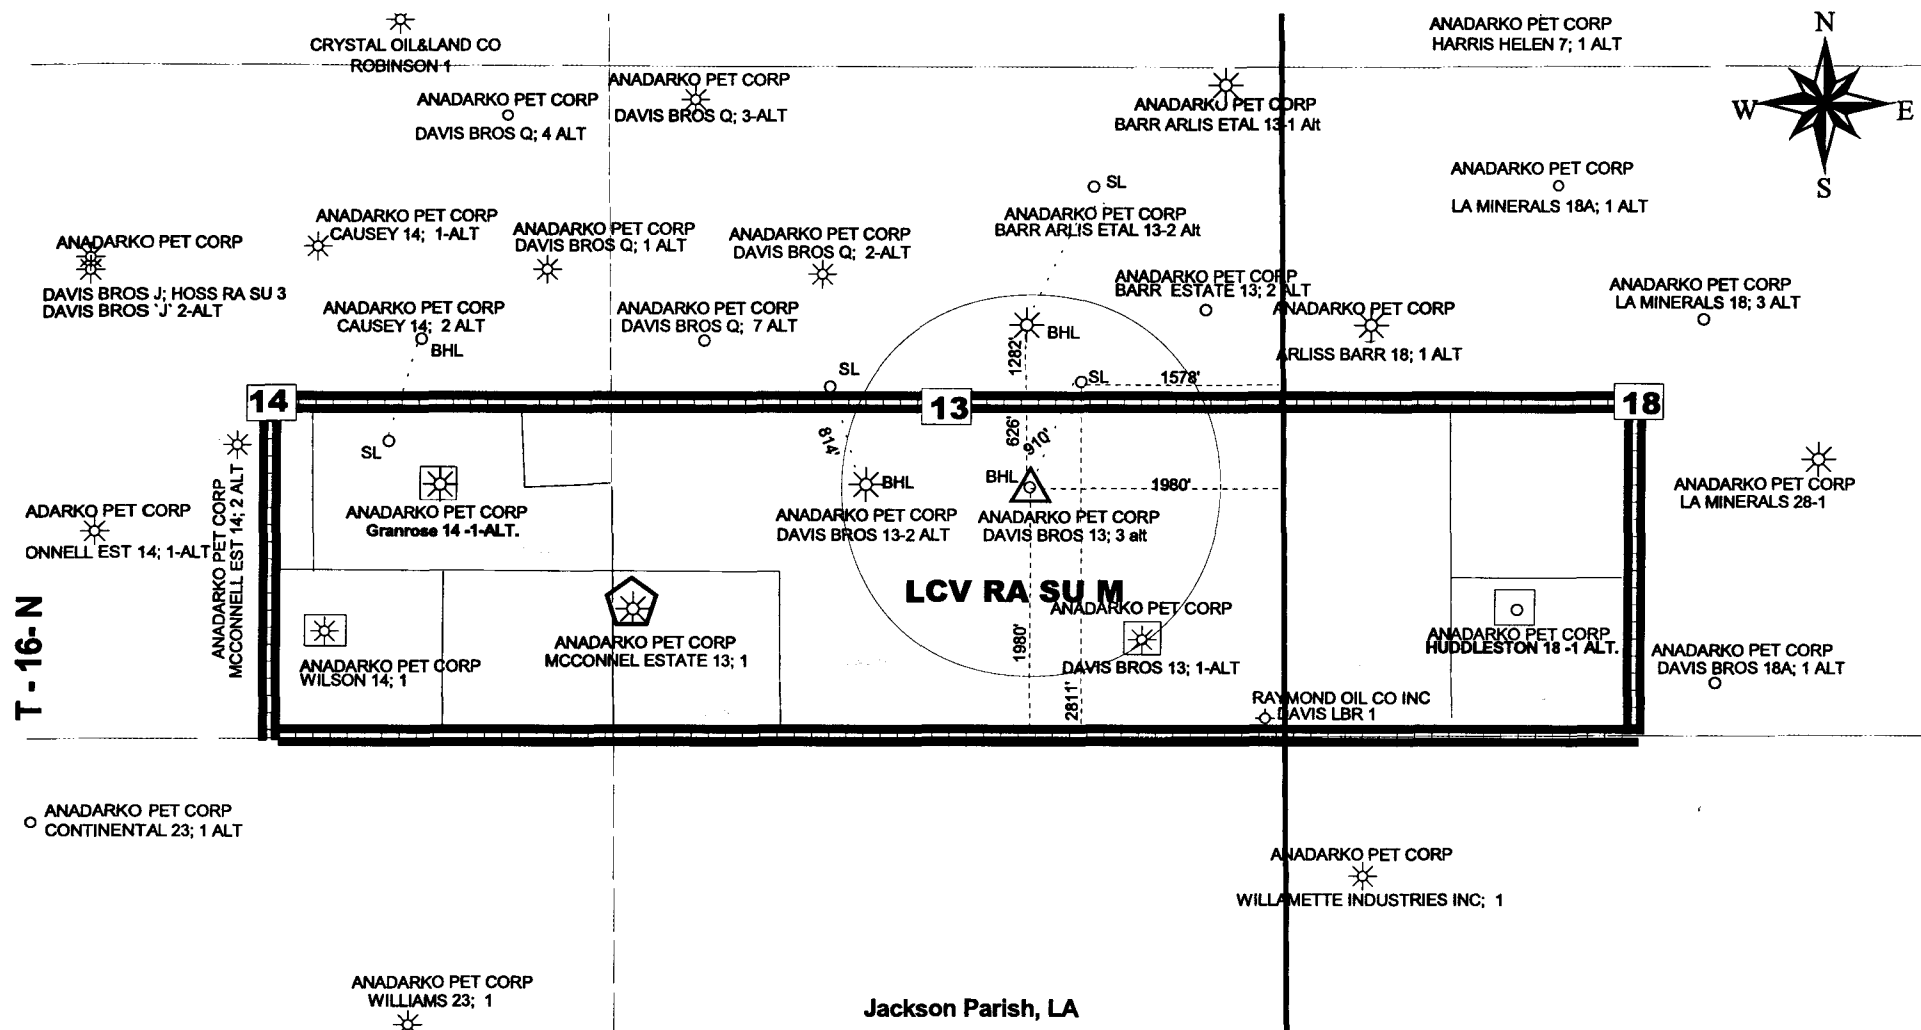 ANADARKO PET CORP
HARRIS HELEN 7; 1 ALT
N
W
E
S
CRYSTAL OIL&LAND CO
ROBINSON 1
ANADARKO PET CORP
DAVIS BROS Q; 3-ALT
ANADARKO PET CORP
DAVIS BROS Q; 4 ALT
ANADARKO PET CORP
BARR ARLIS ETAL 13-1 Alt
ANADARKO PET CORP
LA MINERALS 18A; 1 ALT
SL
ANADARKO PET CORP
BARR ARLIS ETAL 13-2 Alt
ANADARKO PET CORP
CAUSEY 14; 1-ALT
ANADARKO PET CORP
DAVIS BROS Q; 1 ALT
ANADARKO PET CORP
DAVIS BROS Q; 2-ALT
ANADARKO PET CORP
DAVIS BROS J; HOSS RA SU 3
DAVIS BROS `J` 2-ALT
ANADARKO PET CORP
CAUSEY 14; 2 ALT
BHL
ANADARKO PET CORP
DAVIS BROS Q; 7 ALT
ANADARKO PET CORP
BARR ESTATE 13; 2 ALT
ANADARKO PET CORP
ARLISS BARR 18; 1 ALT
ANADARKO PET CORP
LA MINERALS 18; 3 ALT
BHL
1282'
SL
SL
1578'
14
13
18
SL
814'
626'
910'
BHL
BHL
1980'
ANADARKO PET CORP
Granrose 14 -1-ALT.
ANADARKO PET CORP
DAVIS BROS 13-2 ALT
ANADARKO PET CORP
DAVIS BROS 13; 3 alt
ANADARKO PET CORP
LA MINERALS 28-1
ADARKO PET CORP
ONNELL EST 14; 1-ALT
ANADARKO PET CORP
MCCONNELL EST 14; 2 ALT
T - 16- N
LCV RA SU M
ANADARKO PET CORP
DAVIS BROS 13; 1-ALT
ANADARKO PET CORP
WILSON 14; 1
ANADARKO PET CORP
MCCONNEL ESTATE 13; 1
1980'
2811'
ANADARKO PET CORP
HUDDLESTON 18 -1 ALT.
ANADARKO PET CORP
DAVIS BROS 18A; 1 ALT
RAYMOND OIL CO INC
DAVIS LBR 1
ANADARKO PET CORP
CONTINENTAL 23; 1 ALT
ANADARKO PET CORP
WILLAMETTE INDUSTRIES INC; 1
ANADARKO PET CORP
WILLIAMS 23; 1
Jackson Parish, LA